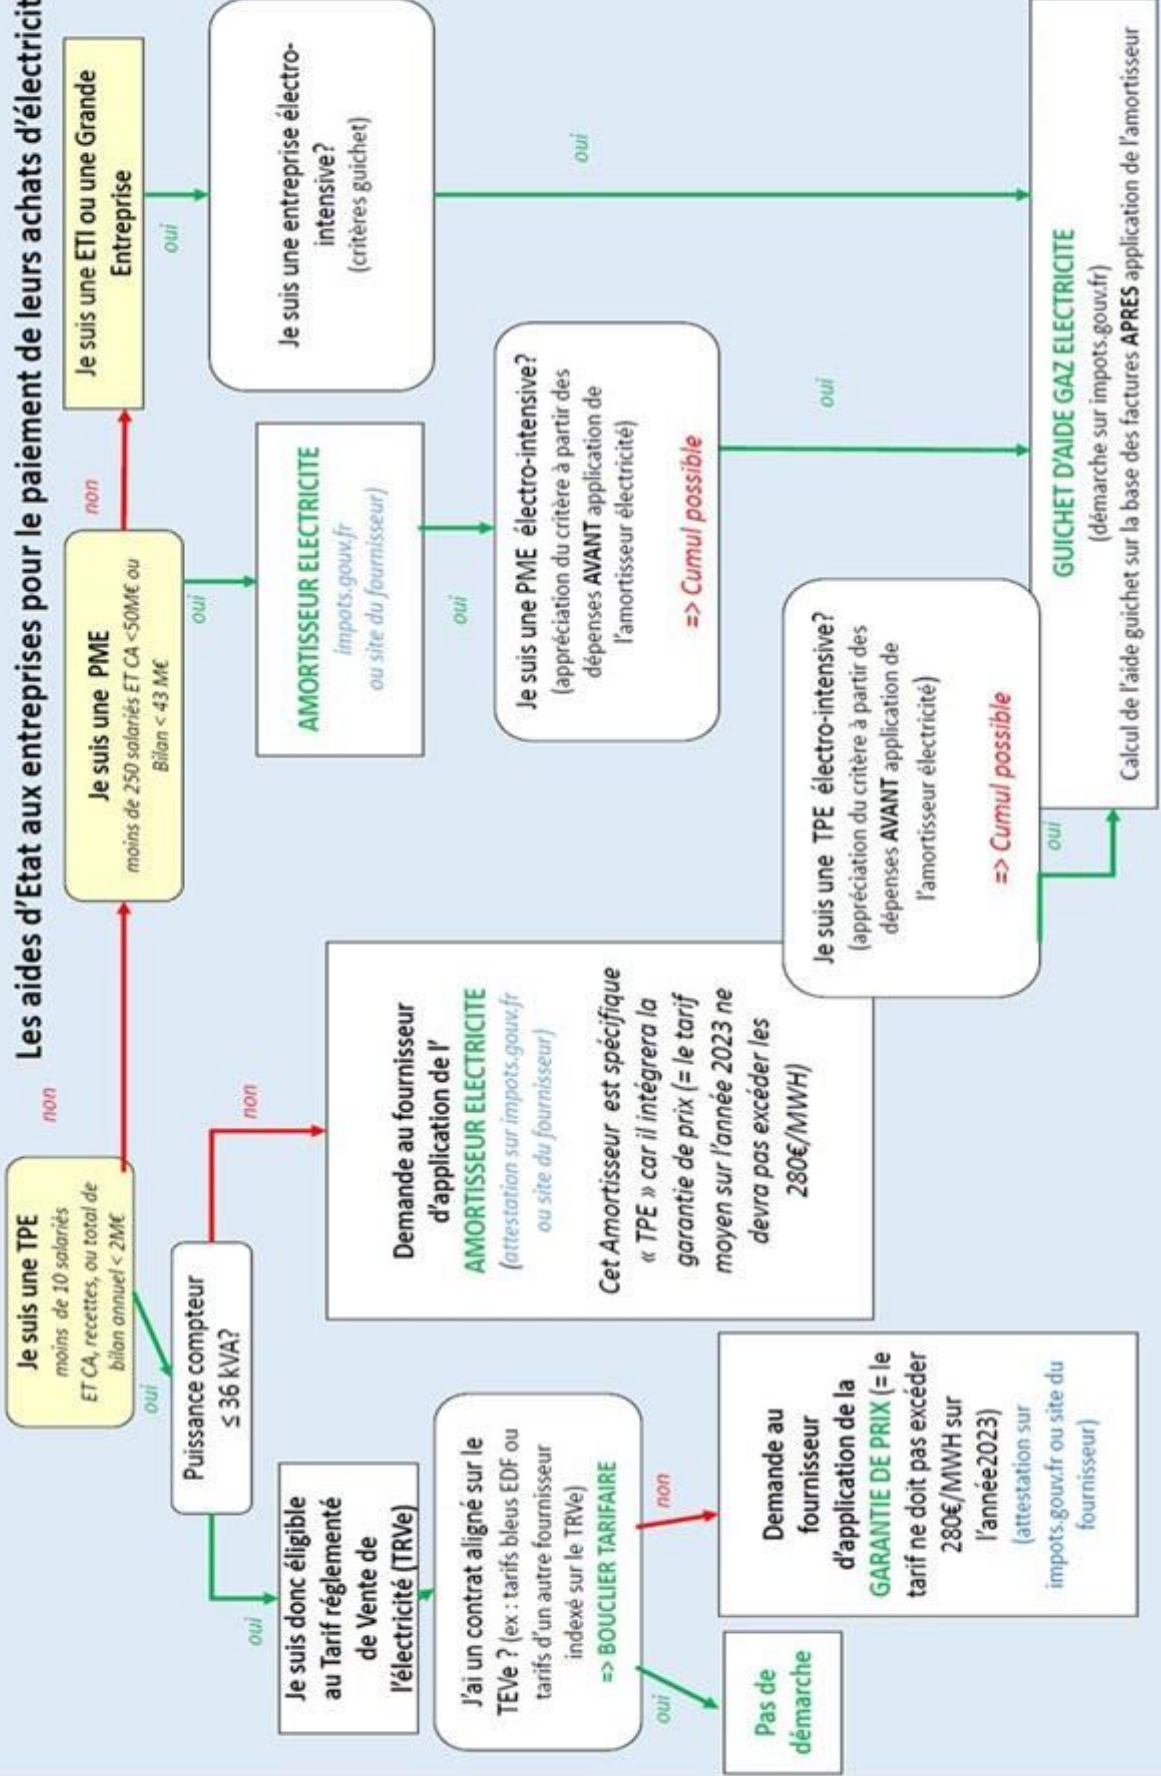 Les aides d'Etat aux entreprises pour le paiement de leurs achats d'électricit
Je suis une TPE
moins de 10 salariés
ET CA, recettes, ou total de
bilan annuel < 2M€
non
Je suis une PME
moins de 250 salariés ET CA <50M€ ou
Bilan < 43 M€
non
Je suis une ETI ou une Grande
Entreprise
oui
Puissance compteur
≤ 36 kVA?
non
oui
oui
Je suis une entreprise électro-
intensive?
(critères guichet)
oui
Je suis donc éligible
au Tarif réglementé
de Vente de
l'électricité (TRVe)
Demande au fournisseur
d'application de l'
AMORTISSEUR ELECTRICITE
(attestation sur impots.gouv.fr
ou site du fournisseur)
Cet Amortisseur est spécifique
« TPE » car il intégrera la
garantie de prix (= le tarif
moyen sur l'année 2023 ne
devra pas excéder les
280€/MWH)
AMORTISSEUR ELECTRICITE
impots.gouv.fr
ou site du fournisseur)
oui
Je suis une PME électro-intensive?
(appréciation du critère à partir des
dépenses AVANT application de
l'amortisseur électricité)
=> Cumul possible
oui
J'ai un contrat aligné sur le
TEVe ? (ex : tarifs bleus EDF ou
tarifs d'un autre fournisseur
indexé sur le TRVe)
=> BOUCLIER TARIFAIRE
oui
non
Pas de
démarche
Demande au
fournisseur
d'application de la
GARANTIE DE PRIX (= le
tarif ne doit pas excéder
280€/MWH sur
l'année2023)
(attestation sur
impots.gouv.fr ou site du
fournisseur)
Je suis une TPE électro-intensive?
(appréciation du critère à partir des
dépenses AVANT application de
l'amortisseur électricité)
=> Cumul possible
oui
oui
GUICHET D'AIDE GAZ ELECTRICITE
(démarche sur impots.gouv.fr)
Calcul de l'aide guichet sur la base des factures APRES application de l'amortisseur